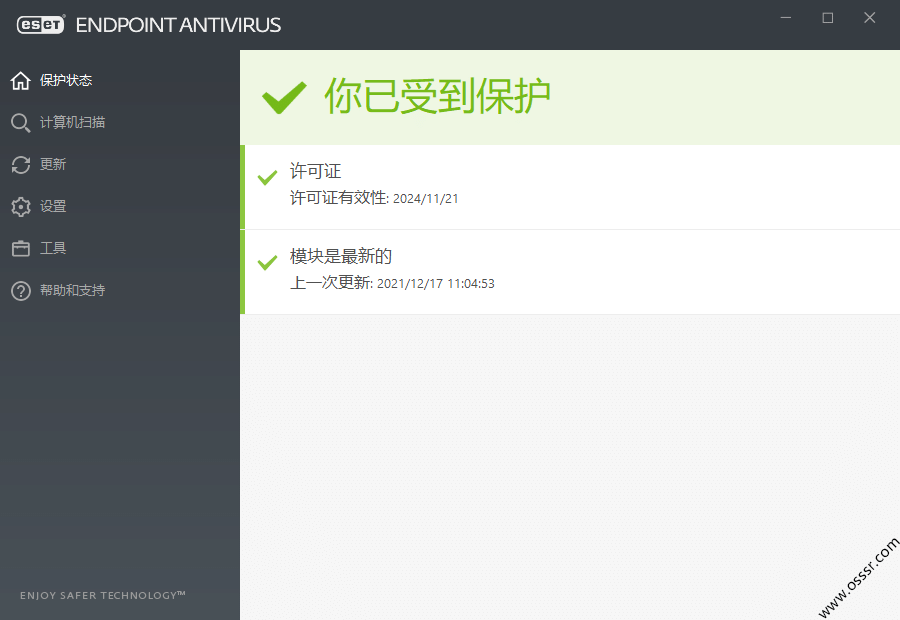 eset ENDPOINT ANTIVIRUS
保护状态
计算机扫描
更新
设置
工具
帮助和支持
ENJOY SAFER TECHNOLOGY™
你已受到保护
许可证
许可证有效性: 2024/11/21
模块是最新的
上一次更新: 2021/12/17 11:04:53
www.osssr.com